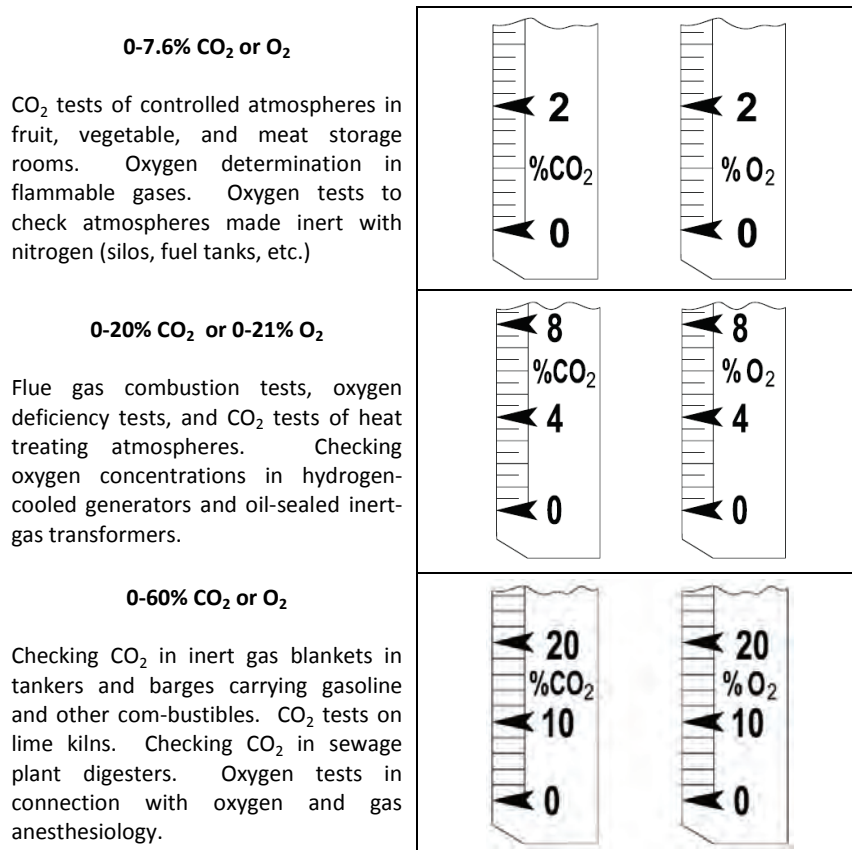 0-7.6% CO₂ or O₂
CO₂ tests of controlled atmospheres in
fruit, vegetable, and meat storage
rooms. Oxygen determination in
flammable gases. Oxygen tests to
check atmospheres made inert with
nitrogen (silos, fuel tanks, etc.)
2
%CO₂
0
2
% O₂
0
0-20% CO₂ or 0-21% O₂
Flue gas combustion tests, oxygen
deficiency tests, and CO₂ tests of heat
treating atmospheres. Checking
oxygen concentrations in hydrogen-
cooled generators and oil-sealed inert-
gas transformers.
8
%CO₂
4
0
8
% O₂
4
0
0-60% CO₂ or O₂
Checking CO₂ in inert gas blankets in
tankers and barges carrying gasoline
and other com-bustibles. CO₂ tests on
lime kilns. Checking CO₂ in sewage
plant digesters. Oxygen tests in
connection with oxygen and gas
anesthesiology.
20
%CO₂
10
0
20
% O₂
10
0